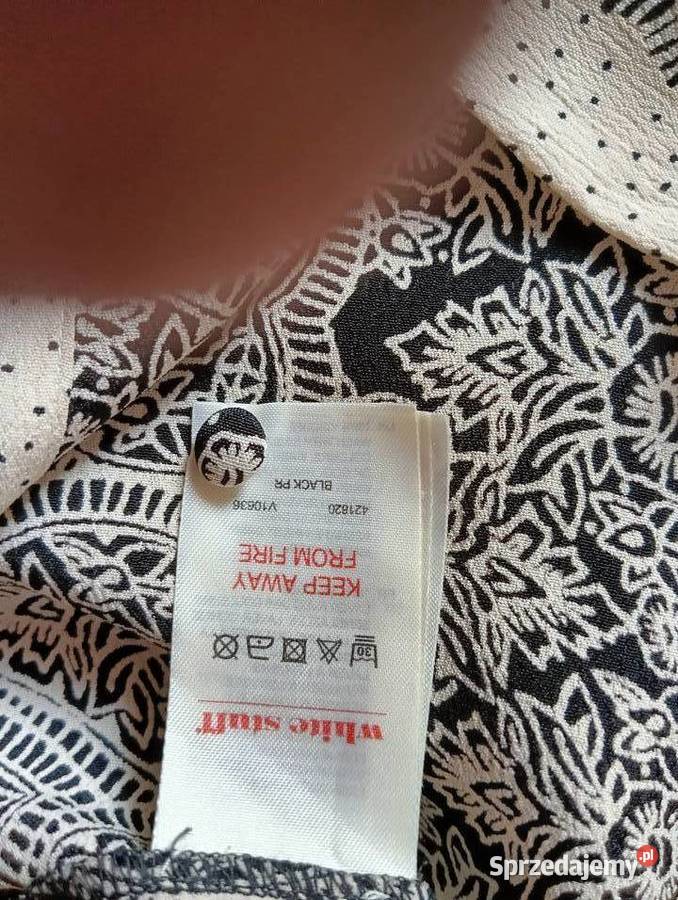 white stuff
30
KEEP AWAY
FROM FIRE
421820 V10636
BLACK PR
Sprzedajemy.pl